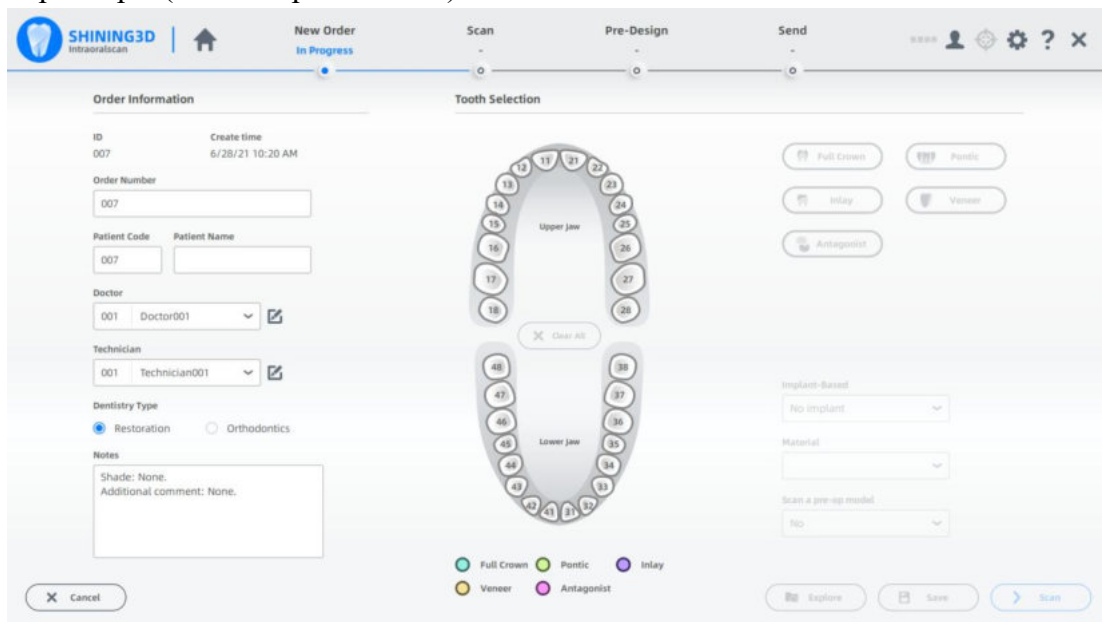 SHINING3D
Intraoralscan
New Order
In Progress
Scan
-
Pre-Design
-
Send
-
?
Order Information
ID
Create time
007
6/28/21 10:20 AM
Order Number
007
Patient Code
Patient Name
007
Doctor
001
Doctor001
Technician
001
Technician001
Dentistry Type
Restoration
Orthodontics
Notes
Shade: None.
Additional comment: None.
Cancel
Tooth Selection
11 21
12 22
13 23
14 24
15 25
Upper jaw
16 26
17 27
18 28
Clear All
48 38
47 37
46 36
45 35
Lower jaw
44 34
43 33
42 41 31 32
Full Crown
Pontic
Inlay
Veneer
Antagonist
Full Crown
Pontic
Inlay
Veneer
Antagonist
Implant-Based
No implant
Material
Scan a pre-op model
No
Explore
Save
Scan